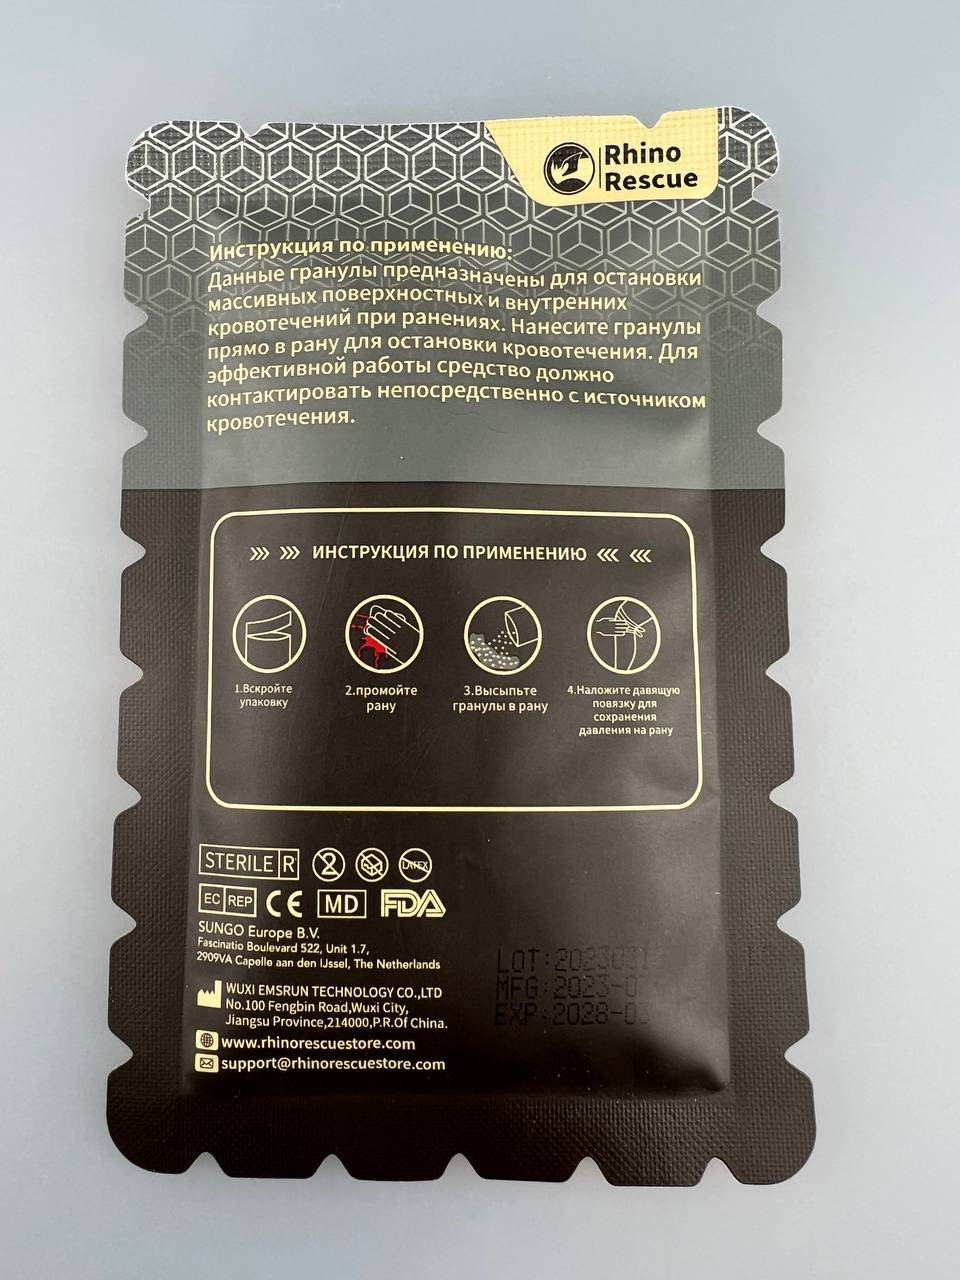 Rhino
Rescue
Инструкция по применению:
Данные гранулы предназначены для остановки
массивных поверхностных и внутренних
кровотечений при ранениях. Нанесите гранулы
прямо в рану для остановки кровотечения. Для
эффективной работы средство должно
контактировать непосредственно с источником
кровотечения.
ИНСТРУКЦИЯ ПО ПРИМЕНЕНИЮ
1.Вскройте
упаковку
2.промойте
рану
3.Высыпьте
гранулы в рану
4.Наложите давящую
повязку для
сохранения
давления на рану
STERILE R
2
LATEX
EC REP CE MD FDA
SUNGO Europe B.V.
Fascinatio Boulevard 522, Unit 1.7,
2909VA Capelle aan den IJssel, The Netherlands
WUXI EMSRUN TECHNOLOGY CO.,LTD
No.100 Fengbin Road,Wuxi City,
Jiangsu Province,214000,P.R.Of China.
www.rhinorescuestore.com
support@rhinorescuestore.com
LOT:
MFG:
EXP: